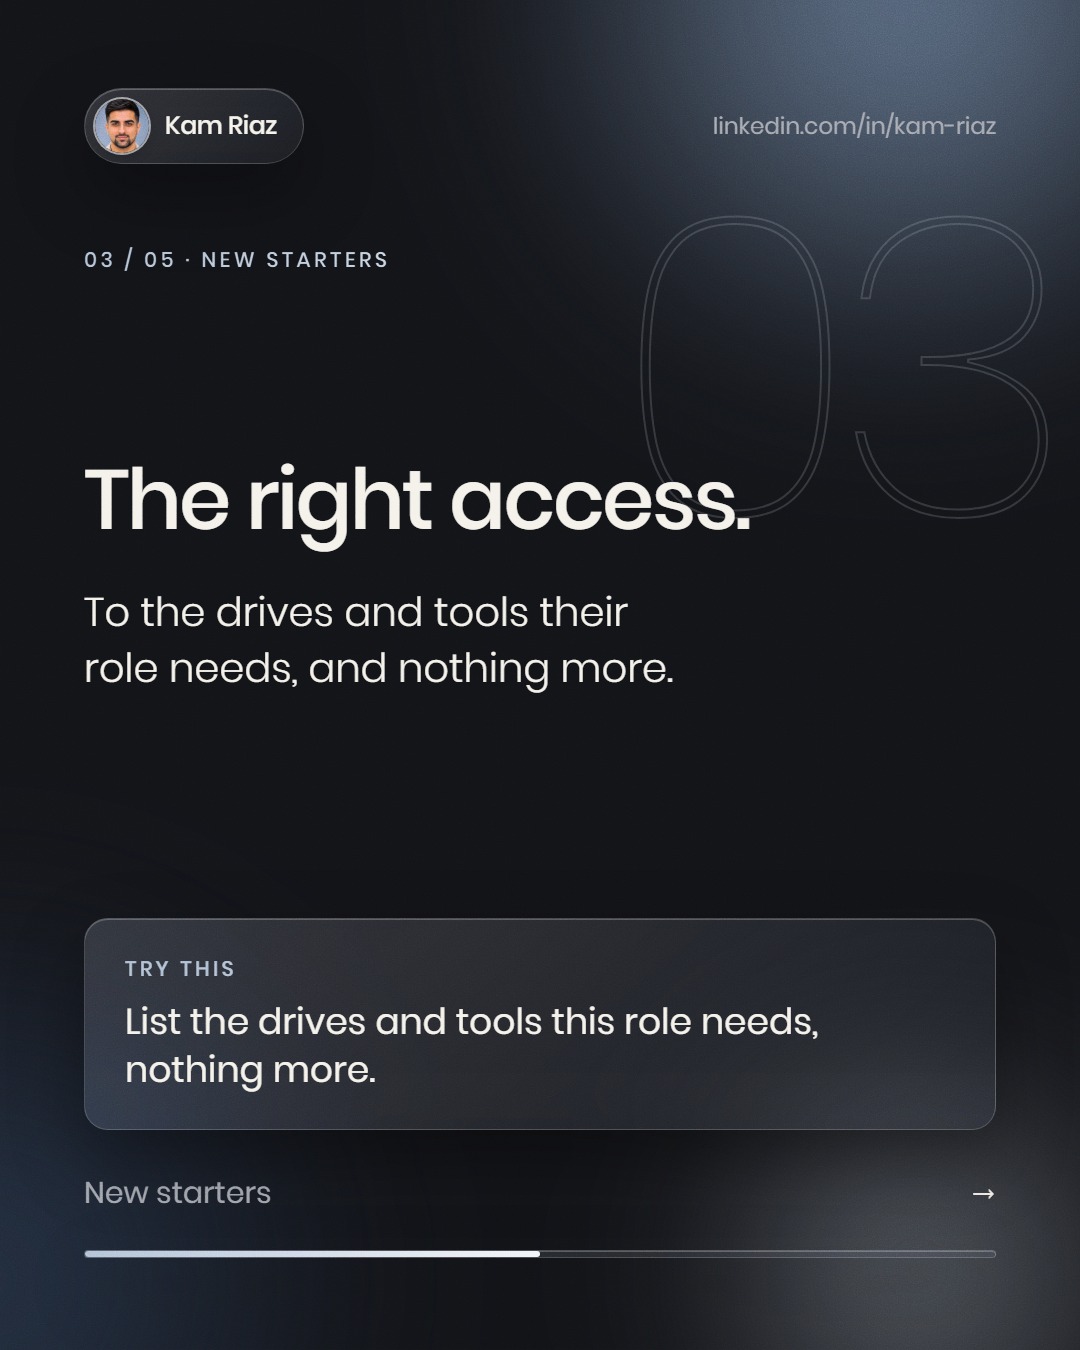 Kam Riaz
linkedin.com/in/kam-riaz
03 / 05 · NEW STARTERS
03
The right access.
To the drives and tools their
role needs, and nothing more.
TRY THIS
List the drives and tools this role needs,
nothing more.
New starters →